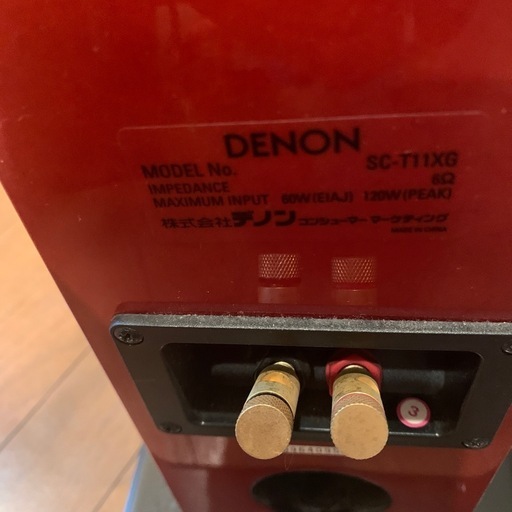 DENON
MODEL No. SC-T11XG
IMPEDANCE 6Ω
MAXIMUM INPUT 60W(EIAJ) 120W(PEAK)
株式会社デノン コンシューマー マーケティング
MADE IN CHINA
3